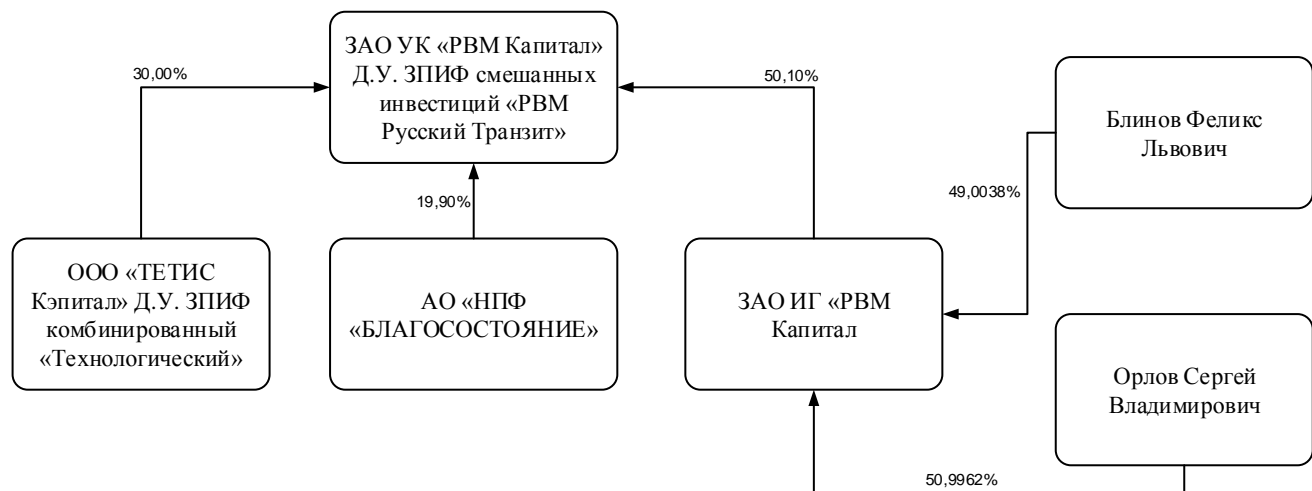 ЗАО УК «РВМ Капитал»
Д.У. ЗПИФ смешанных
инвестиций «РВМ
Русский Транзит»
30,00%
50,10%
Блинов Феликс
Львович
19,90%
49,0038%
ООО «ТЕТИС
Кэпитал» Д.У. ЗПИФ
комбинированный
«Технологический»
АО «НПФ
«БЛАГОСОСТОЯНИЕ»
ЗАО ИГ «РВМ
Капитал
Орлов Сергей
Владимирович
50,9962%